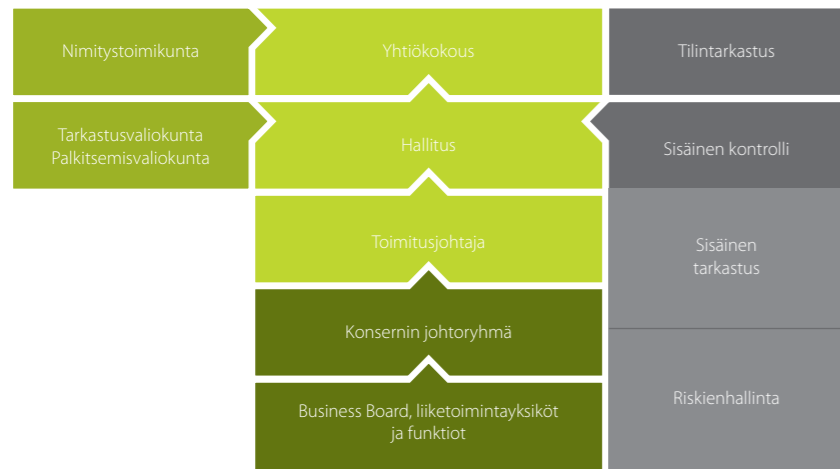 Nimitystoimikunta
Yhtiökokous
Tilintarkastus
Tarkastusvaliokunta
Palkitsemisvaliokunta
Hallitus
Sisäinen kontrolli
Toimitusjohtaja
Sisäinen
tarkastus
Konsernin johtoryhmä
Riskienhallinta
Business Board, liiketoimintayksiköt
ja funktiot